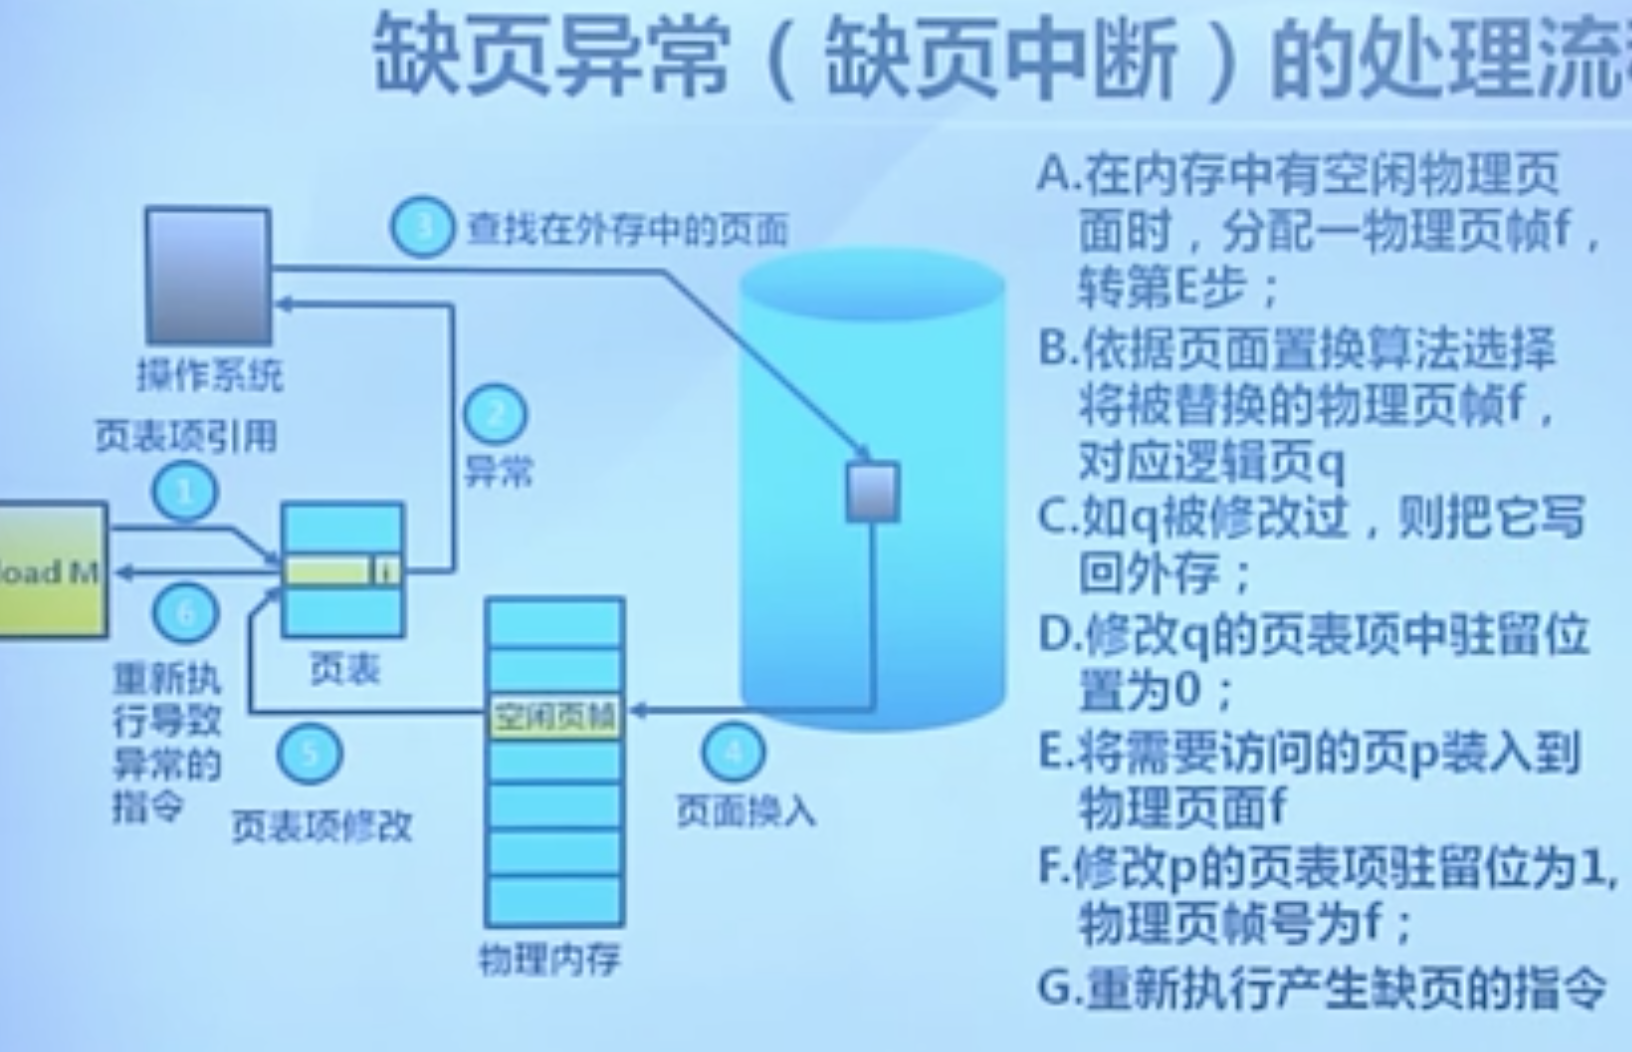 缺页异常（缺页中断）的处理流
3 查找在外存中的页面
操作系统
页表项引用
1
2
异常
load M
i
6
页表
重新执
行导致
异常的
指令
5
页表项修改
空闲页帧
4
页面换入
物理内存
A.在内存中有空闲物理页
面时，分配一物理页帧f，
转第E步；
B.依据页面置换算法选择
将被替换的物理页帧f，
对应逻辑页q
C.如q被修改过，则把它写
回外存；
D.修改q的页表项中驻留位
置为0；
E.将需要访问的页p装入到
物理页面f
F.修改p的页表项驻留位为1,
物理页帧号为f；
G.重新执行产生缺页的指令